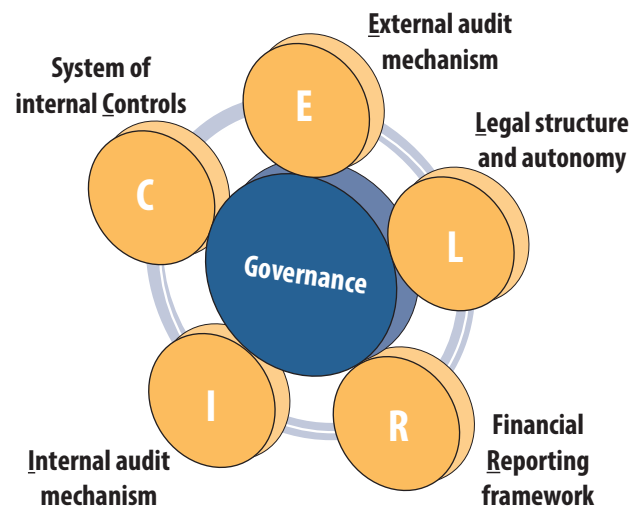 External audit
mechanism
E
System of
internal Controls
C
Legal structure
and autonomy
L
Governance
I
Internal audit
mechanism
R
Financial
Reporting
framework